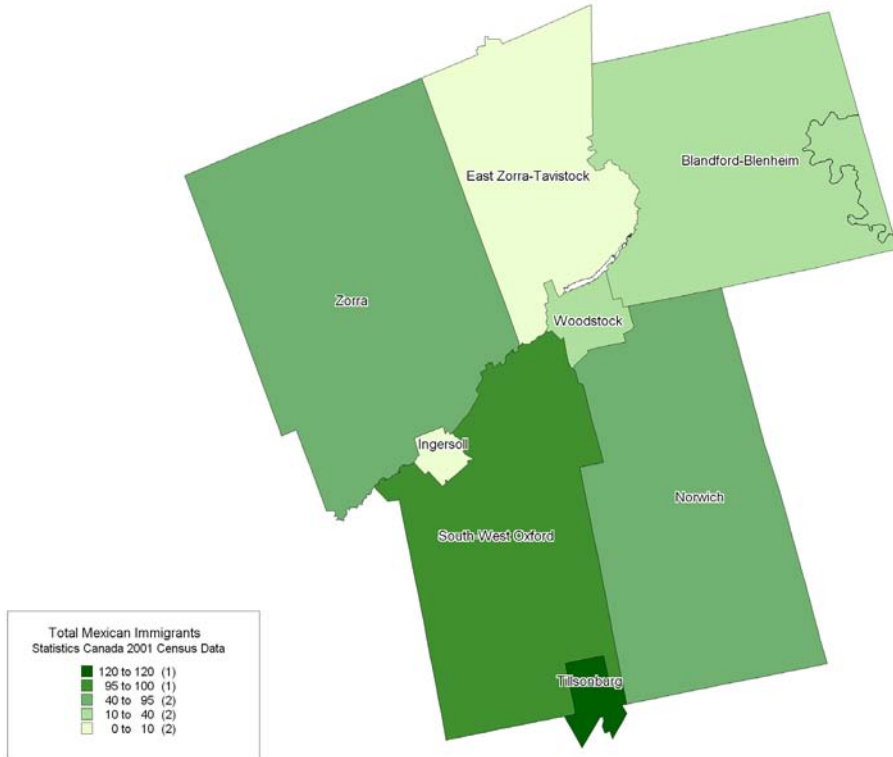 East Zorra-Tavistock
Blandford-Blenheim
Zorra
Woodstock
Ingersoll
Norwich
South-West Oxford
Tillsonburg
Total Mexican Immigrants
Statistics Canada 2001 Census Data
120 to 120 (1)
95 to 100 (1)
40 to 95 (2)
10 to 40 (2)
0 to 10 (2)